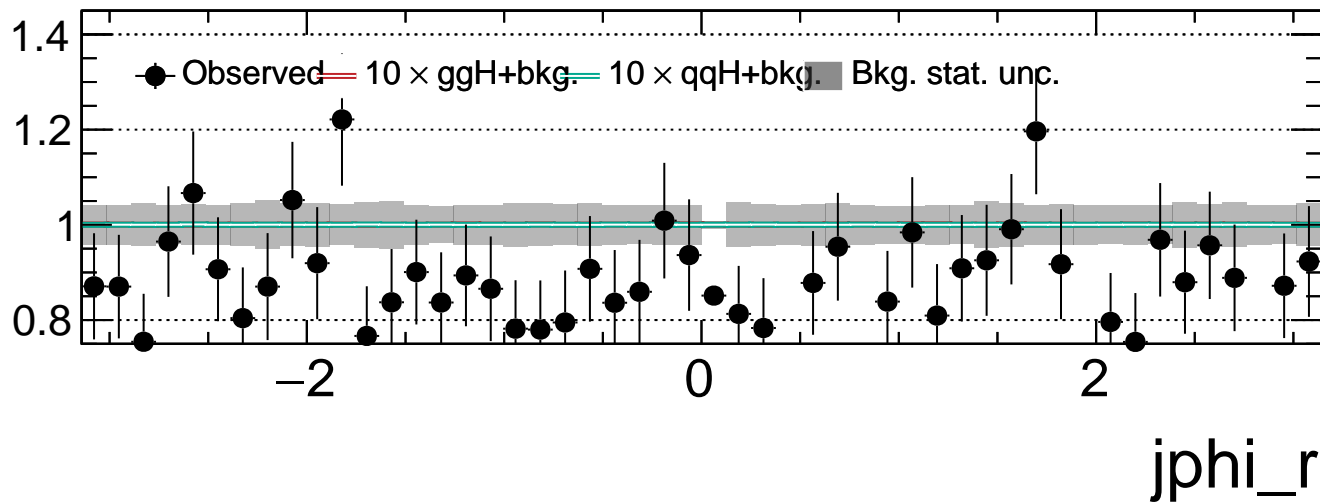 1.4
Observed 10 × ggH+bkg. 10 × qqH+bkg. Bkg. stat. unc.
1.2
1
0.8
−2 0 2
jphi_r